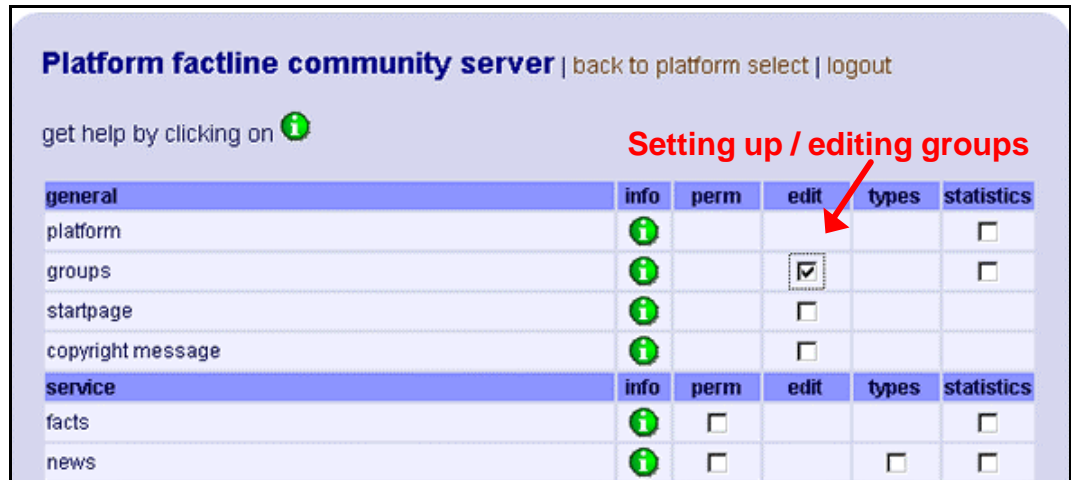 Platform factline community server | back to platform select | logout
get help by clicking on
Setting up / editing groups
general info perm edit types statistics
platform
groups
startpage
copyright message
service info perm edit types statistics
facts
news